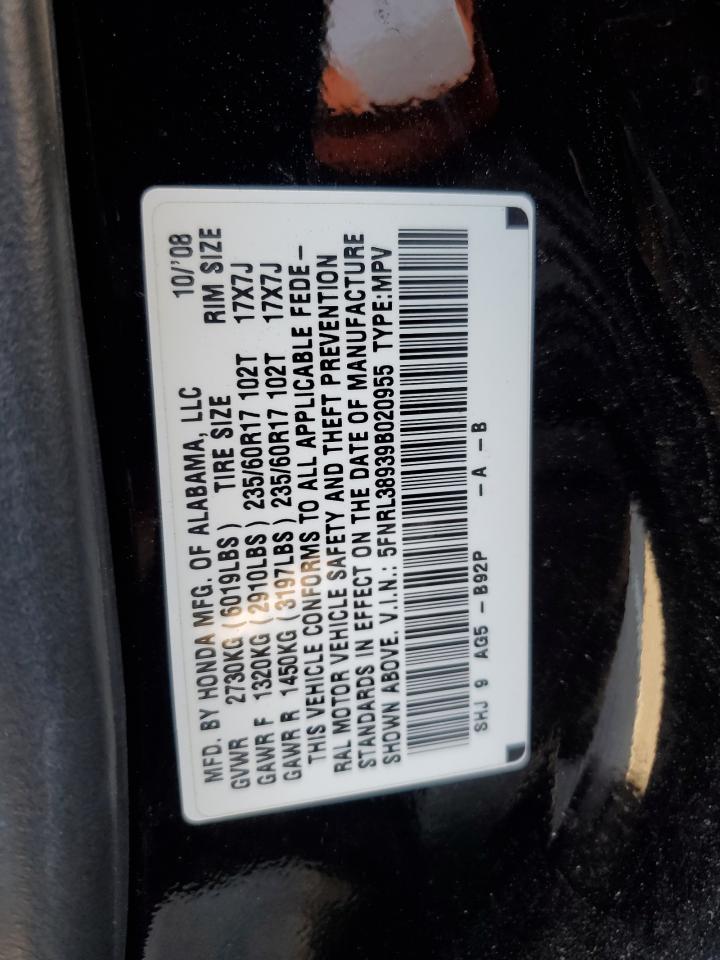 MFD. BY HONDA MFG. OF ALABAMA, LLC 10/'08
GVWR 2730KG (6019LBS) TIRE SIZE RIM SIZE
GAWR F 1320KG (2910LBS) 235/60R17 102T 17X7J
GAWR R 1450KG (3197LBS) 235/60R17 102T 17X7J
THIS VEHICLE CONFORMS TO ALL APPLICABLE FEDE-
RAL MOTOR VEHICLE SAFETY AND THEFT PREVENTION
STANDARDS IN EFFECT ON THE DATE OF MANUFACTURE
SHOWN ABOVE. V.I.N.: 5FNRL38939B020955 TYPE:MPV
SHJ 9 AG5 - B92P - A - B